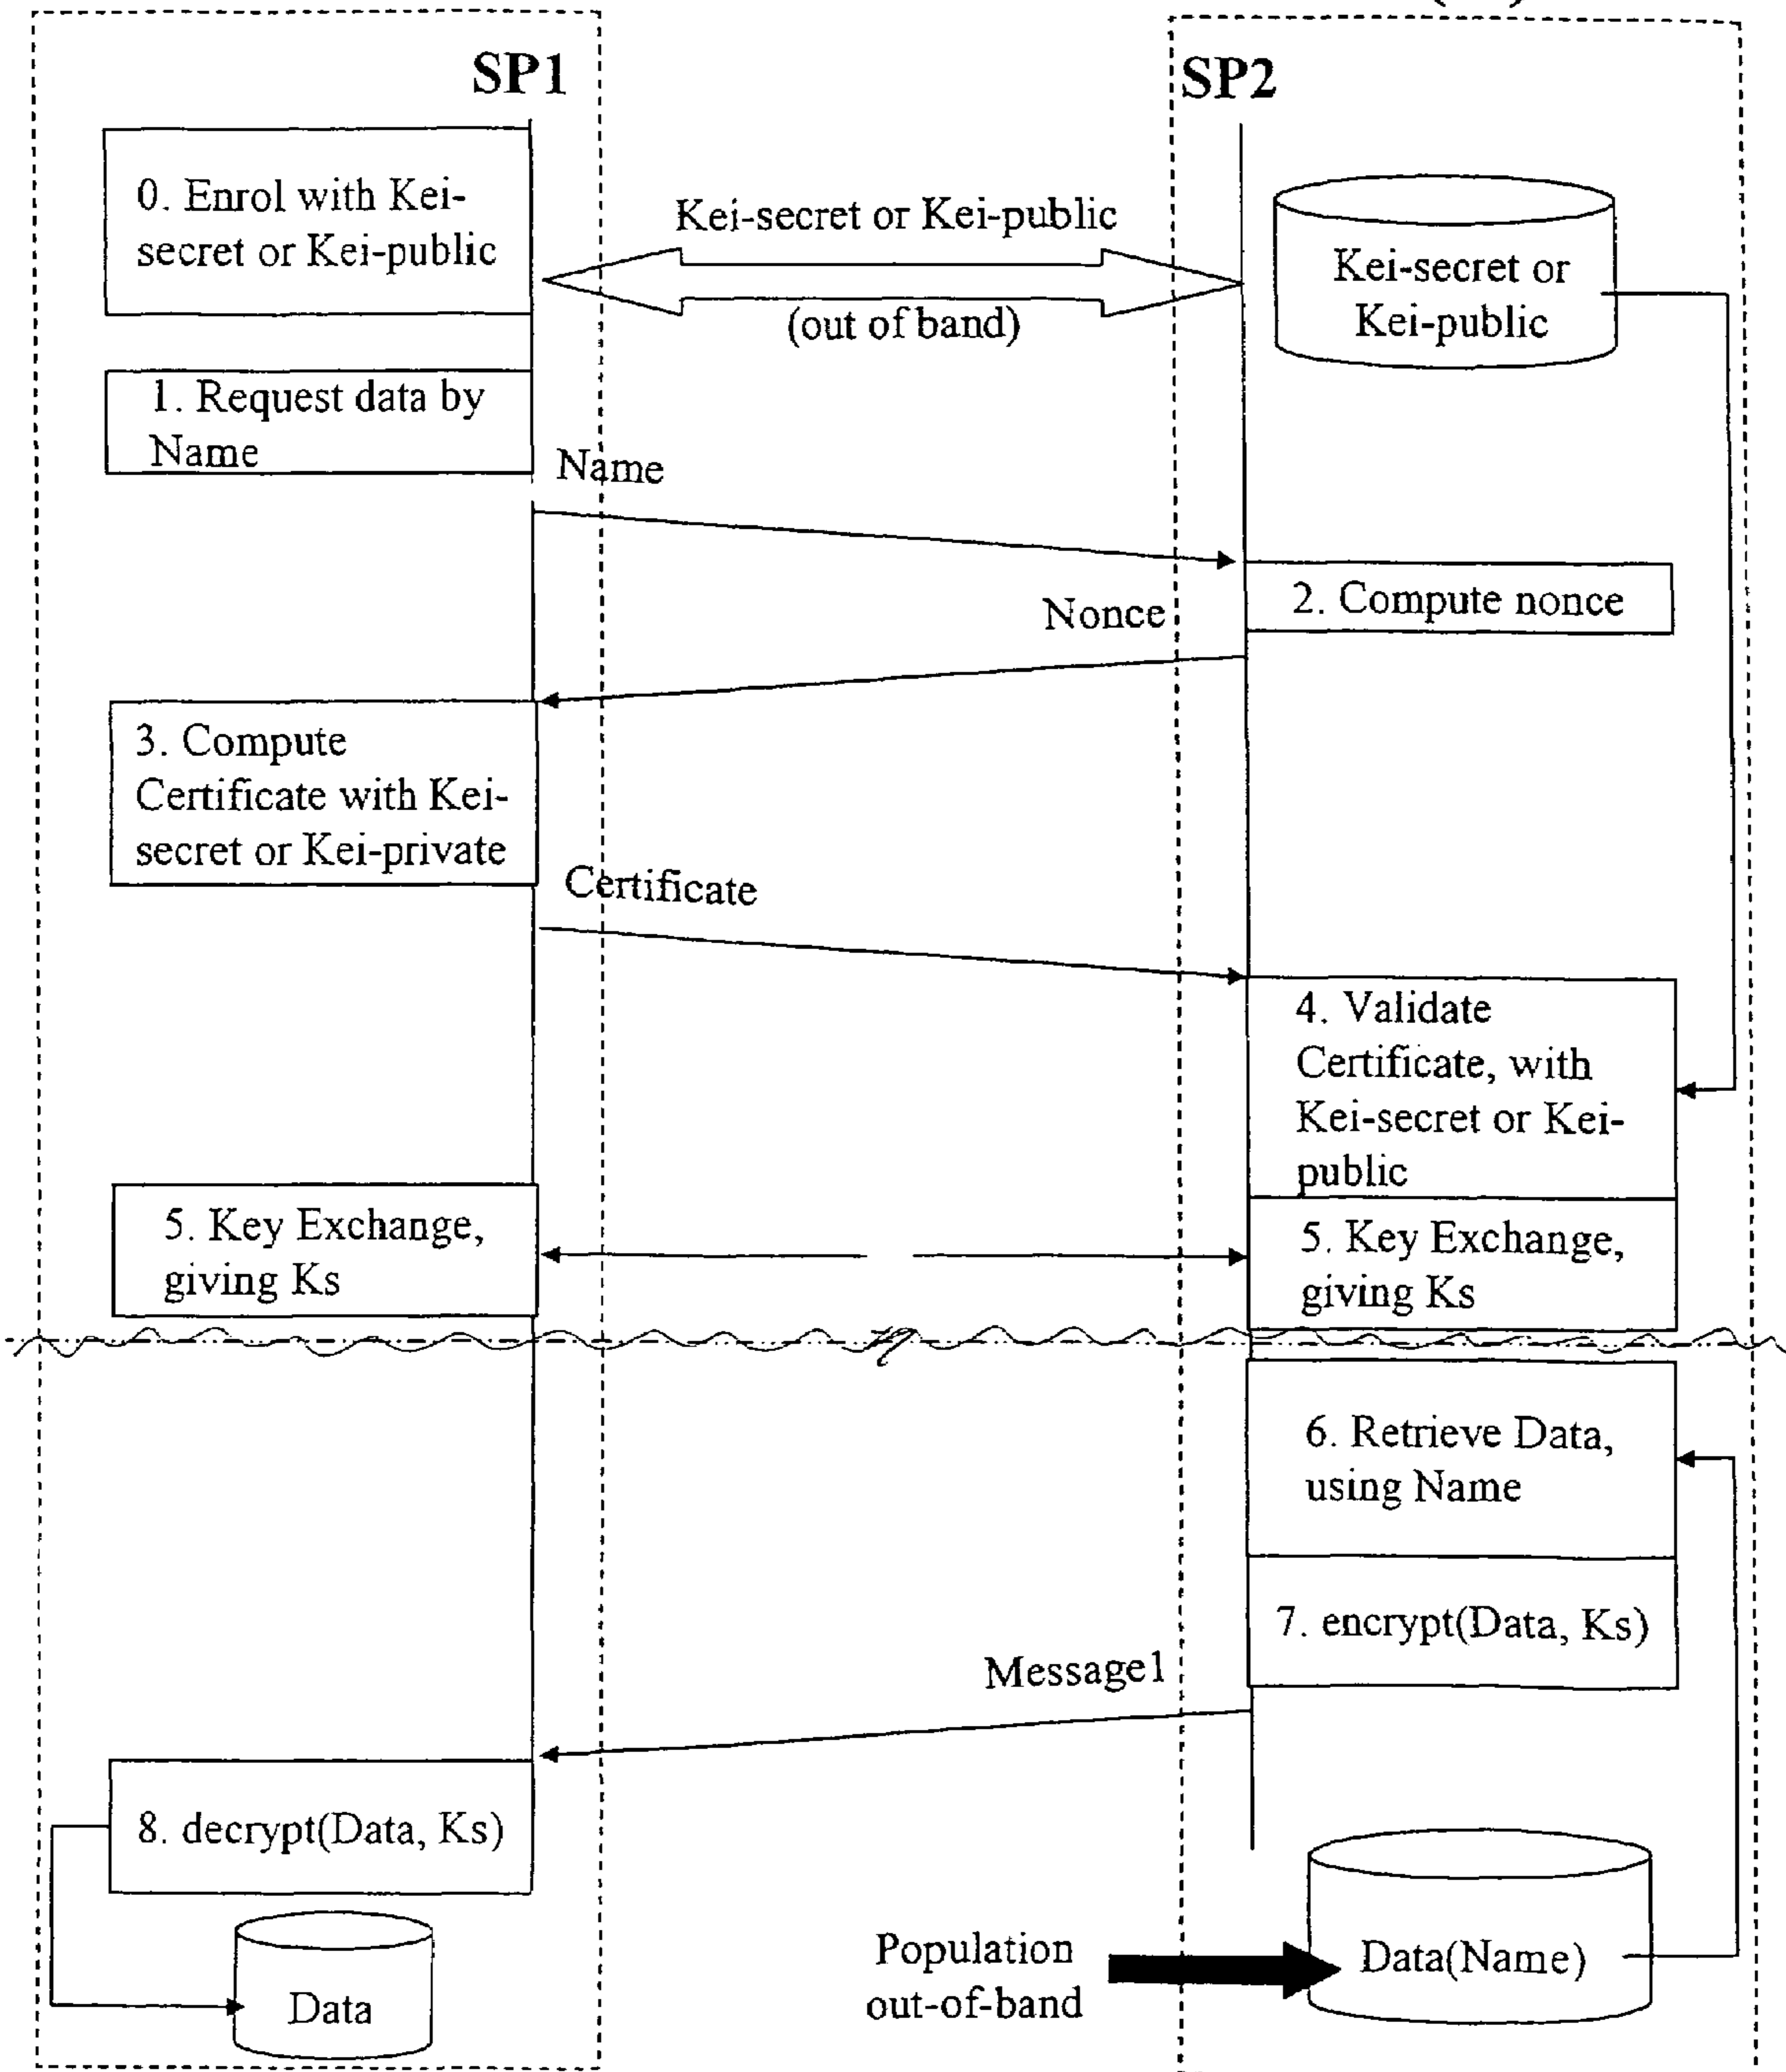 SP1
SP2
0. Enrol with Kei-
secret or Kei-public
Kei-secret or Kei-public
(out of band)
Kei-secret or
Kei-public
1. Request data by
Name
Name
2. Compute nonce
Nonce
3. Compute
Certificate with Kei-
secret or Kei-private
Certificate
4. Validate
Certificate, with
Kei-secret or Kei-
public
5. Key Exchange,
giving Ks
5. Key Exchange,
giving Ks
6. Retrieve Data,
using Name
7. encrypt(Data, Ks)
Message1
8. decrypt(Data, Ks)
Data
Population
out-of-band
Data(Name)